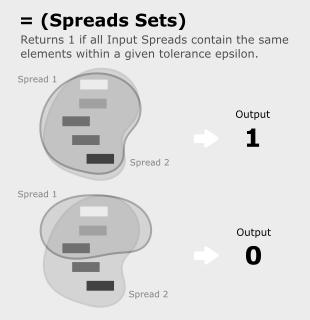 = (Spreads Sets)
Returns 1 if all Input Spreads contain the same
elements within a given tolerance epsilon.
Spread 1
Output
1
Spread 2
Spread 1
Output
0
Spread 2